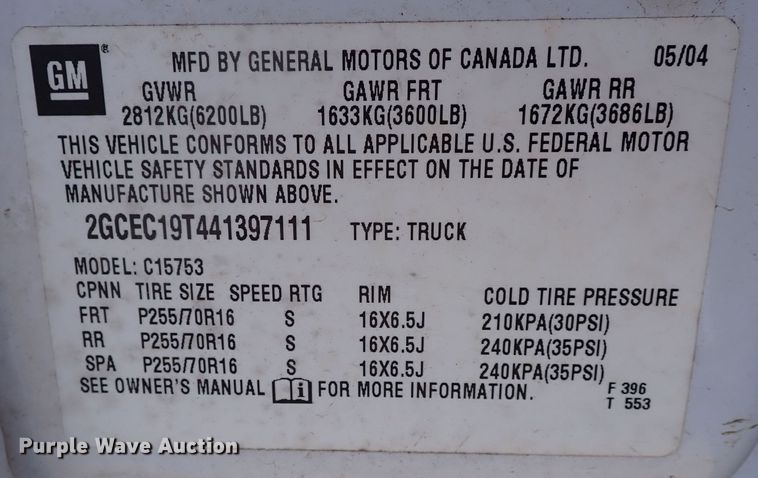 GM ®
MFD BY GENERAL MOTORS OF CANADA LTD. 05/04
GVWR GAWR FRT GAWR RR
2812KG(6200LB) 1633KG(3600LB) 1672KG(3686LB)
THIS VEHICLE CONFORMS TO ALL APPLICABLE U.S. FEDERAL MOTOR
VEHICLE SAFETY STANDARDS IN EFFECT ON THE DATE OF
MANUFACTURE SHOWN ABOVE.
2GCEC19T441397111 TYPE: TRUCK
MODEL: C15753
CPNN TIRE SIZE SPEED RTG RIM COLD TIRE PRESSURE
FRT P255/70R16 S 16X6.5J 210KPA(30PSI)
RR P255/70R16 S 16X6.5J 240KPA(35PSI)
SPA P255/70R16 S 16X6.5J 240KPA(35PSI)
SEE OWNER'S MANUAL i FOR MORE INFORMATION.
F 396
T 553
Purple Wave Auction